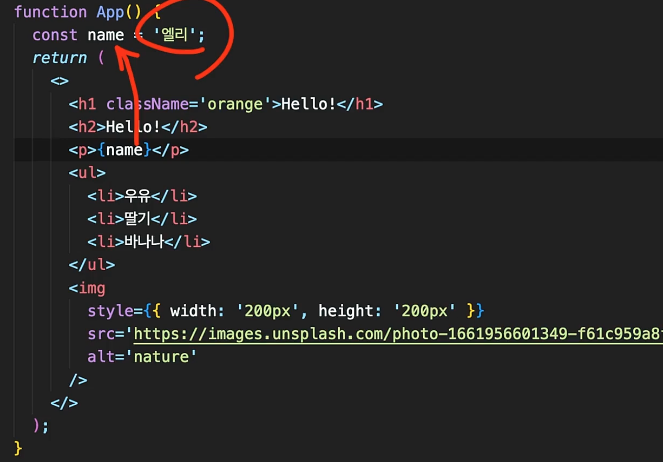 function App() {
const name = '엘리';
return (
<>
<h1 className='orange'>Hello!</h1>
<h2>Hello!</h2>
<p>{name}</p>
<ul>
<li>우유</li>
<li>딸기</li>
<li>바나나</li>
</ul>
<img
style={{ width: '200px', height: '200px' }}
src='https://images.unsplash.com/photo-1661956601349-f61c959a8
alt='nature'
/>
</>
);
}